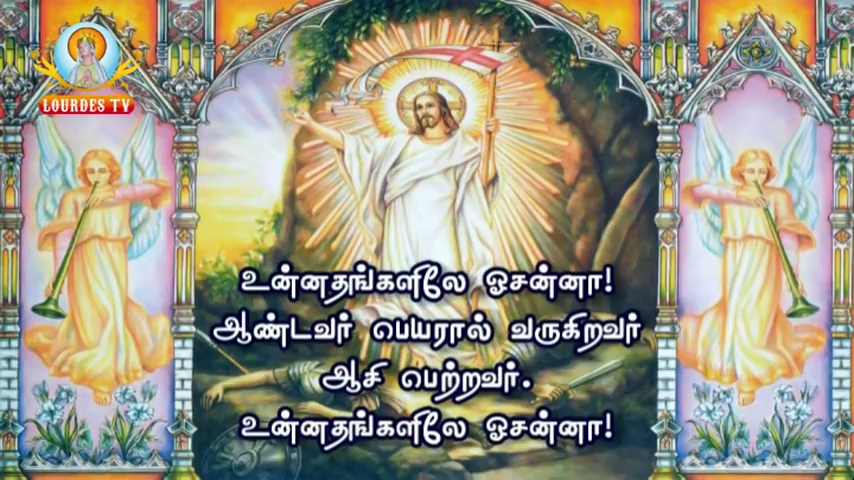 LOURDES TV
உன்னதங்களிலே ஓசன்னா!
ஆண்டவர் பெயரால் வருகிறவர்
ஆசி பெற்றவர்.
உன்னதங்களிலே ஓசன்னா!